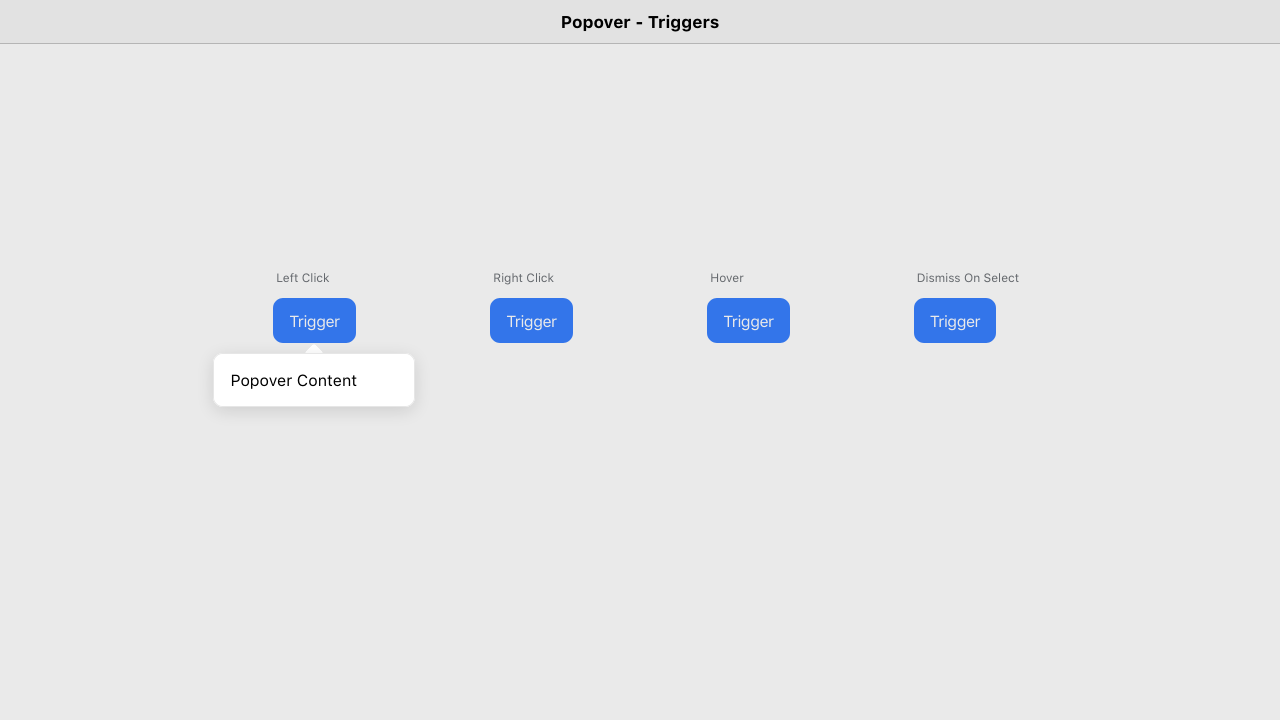 Popover - Triggers
Left Click
Right Click
Hover
Dismiss On Select
Trigger
Trigger
Trigger
Trigger
Popover Content